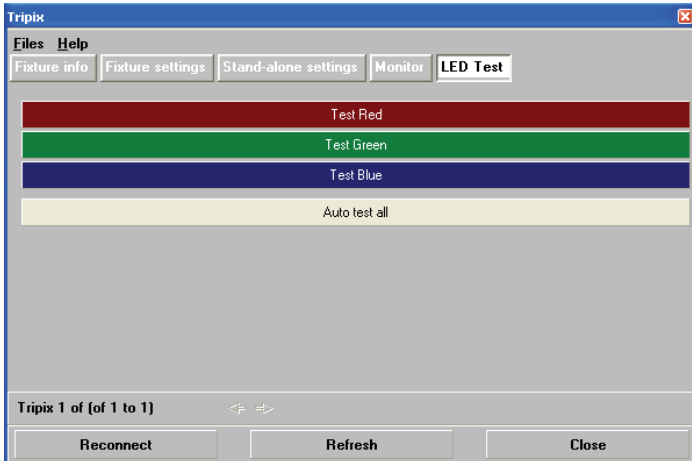 Tripix
Files Help
Fixture info Fixture settings Stand-alone settings Monitor LED Test
Test Red
Test Green
Test Blue
Auto test all
Tripix 1 of (of 1 to 1)
Reconnect Refresh Close